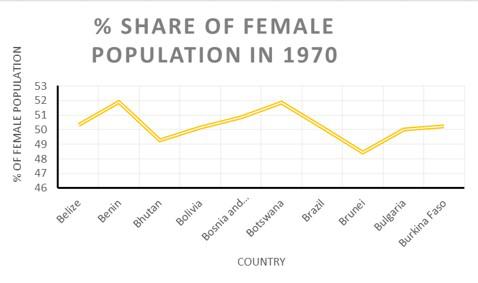 % SHARE OF FEMALE
POPULATION IN 1970
% OF FEMALE POPULATION
53
52
51
50
49
48
47
46
Belize
Benin
Bhutan
Bolivia
Bosnia and...
Botswana
Brazil
Brunei
Bulgaria
Burkina Faso
COUNTRY